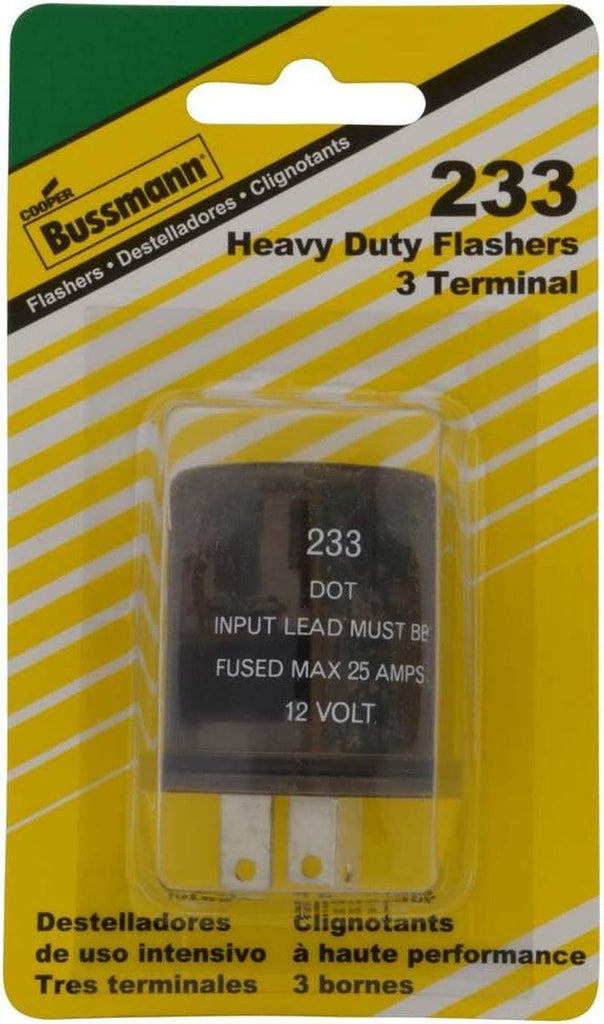 COOPER
Bussmann
Flashers • Destelladores • Clignotants
233
Heavy Duty Flashers
3 Terminal
233
DOT
INPUT LEAD MUST BE
FUSED MAX 25 AMPS
12 VOLT
Destelladores
de uso intensivo
Tres terminales
Clignotants
à haute performance
3 bornes